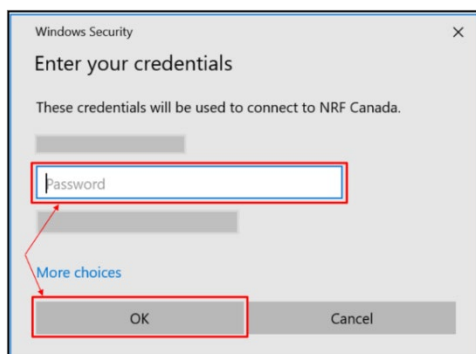 Windows Security
Enter your credentials
These credentials will be used to connect to NRF Canada.
Password
More choices
OK Cancel